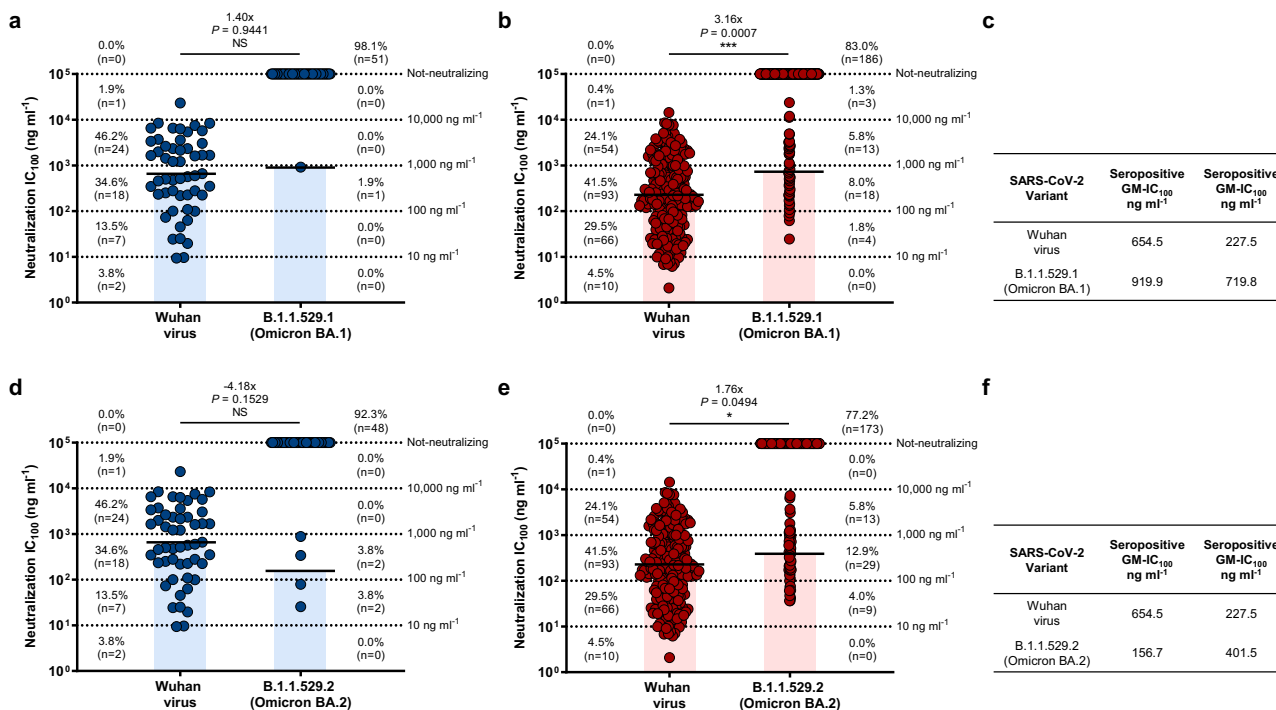 a
1.40x
P = 0.9441
NS
0.0%
(n=0)
98.1%
(n=51)
Neutralization IC100 (ng ml-1)
10⁵
10⁴
10³
10²
10¹
10⁰
1.9%
(n=1)
46.2%
(n=24)
34.6%
(n=18)
13.5%
(n=7)
3.8%
(n=2)
0.0%
(n=0)
0.0%
(n=0)
1.9%
(n=1)
0.0%
(n=0)
0.0%
(n=0)
Not-neutralizing
10,000 ng ml-1
1,000 ng ml-1
100 ng ml-1
10 ng ml-1
Wuhan
virus
B.1.1.529.1
(Omicron BA.1)
b
3.16x
P = 0.0007
***
0.0%
(n=0)
83.0%
(n=186)
Neutralization IC100 (ng ml-1)
10⁵
10⁴
10³
10²
10¹
10⁰
0.4%
(n=1)
24.1%
(n=54)
41.5%
(n=93)
29.5%
(n=66)
4.5%
(n=10)
1.3%
(n=3)
5.8%
(n=13)
8.0%
(n=18)
1.8%
(n=4)
0.0%
(n=0)
Not-neutralizing
10,000 ng ml-1
1,000 ng ml-1
100 ng ml-1
10 ng ml-1
Wuhan
virus
B.1.1.529.1
(Omicron BA.1)
c
SARS-CoV-2
Variant
Seropositive
GM-IC100
ng ml-1
Seropositive
GM-IC100
ng ml-1
Wuhan
virus
654.5
227.5
B.1.1.529.1
(Omicron BA.1)
919.9
719.8
d
-4.18x
P = 0.1529
NS
0.0%
(n=0)
92.3%
(n=48)
Neutralization IC100 (ng ml-1)
10⁵
10⁴
10³
10²
10¹
10⁰
1.9%
(n=1)
46.2%
(n=24)
34.6%
(n=18)
13.5%
(n=7)
3.8%
(n=2)
0.0%
(n=0)
0.0%
(n=0)
3.8%
(n=2)
3.8%
(n=2)
0.0%
(n=0)
Not-neutralizing
10,000 ng ml-1
1,000 ng ml-1
100 ng ml-1
10 ng ml-1
Wuhan
virus
B.1.1.529.2
(Omicron BA.2)
e
1.76x
P = 0.0494
*
0.0%
(n=0)
77.2%
(n=173)
Neutralization IC100 (ng ml-1)
10⁵
10⁴
10³
10²
10¹
10⁰
0.4%
(n=1)
24.1%
(n=54)
41.5%
(n=93)
29.5%
(n=66)
4.5%
(n=10)
0.0%
(n=0)
5.8%
(n=13)
12.9%
(n=29)
4.0%
(n=9)
0.0%
(n=0)
Not-neutralizing
10,000 ng ml-1
1,000 ng ml-1
100 ng ml-1
10 ng ml-1
Wuhan
virus
B.1.1.529.2
(Omicron BA.2)
f
SARS-CoV-2
Variant
Seropositive
GM-IC100
ng ml-1
Seropositive
GM-IC100
ng ml-1
Wuhan
virus
654.5
227.5
B.1.1.529.2
(Omicron BA.2)
156.7
401.5